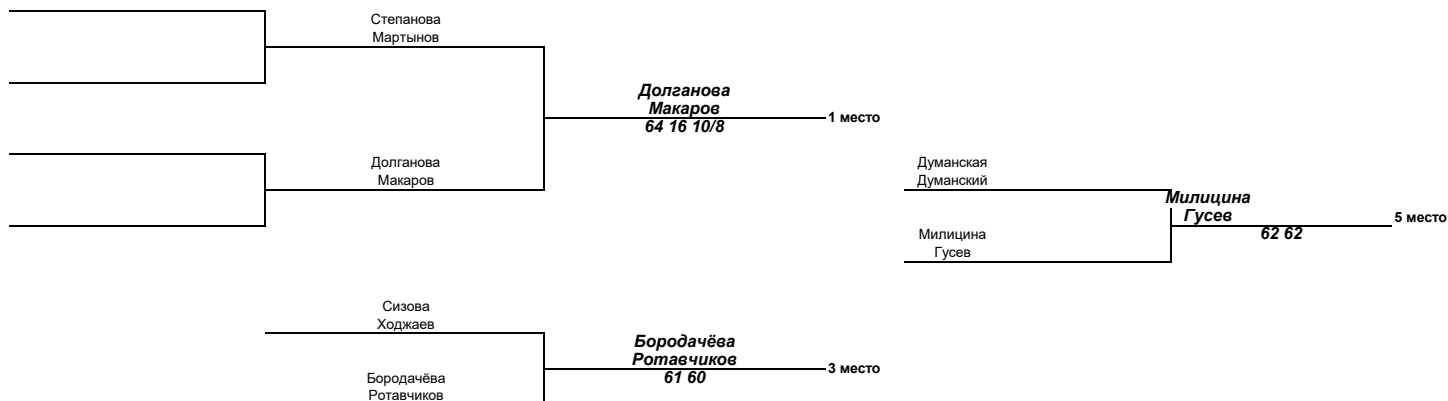 Степанова
Мартынов
Долганова
Макаров
64 16 10/8
1 место
Долганова
Макаров
Думанская
Думанский
Милицина
Гусев
62 62
5 место
Милицина
Гусев
Сизова
Ходжаев
Бородачёва
Ротавчиков
61 60
3 место
Бородачёва
Ротавчиков